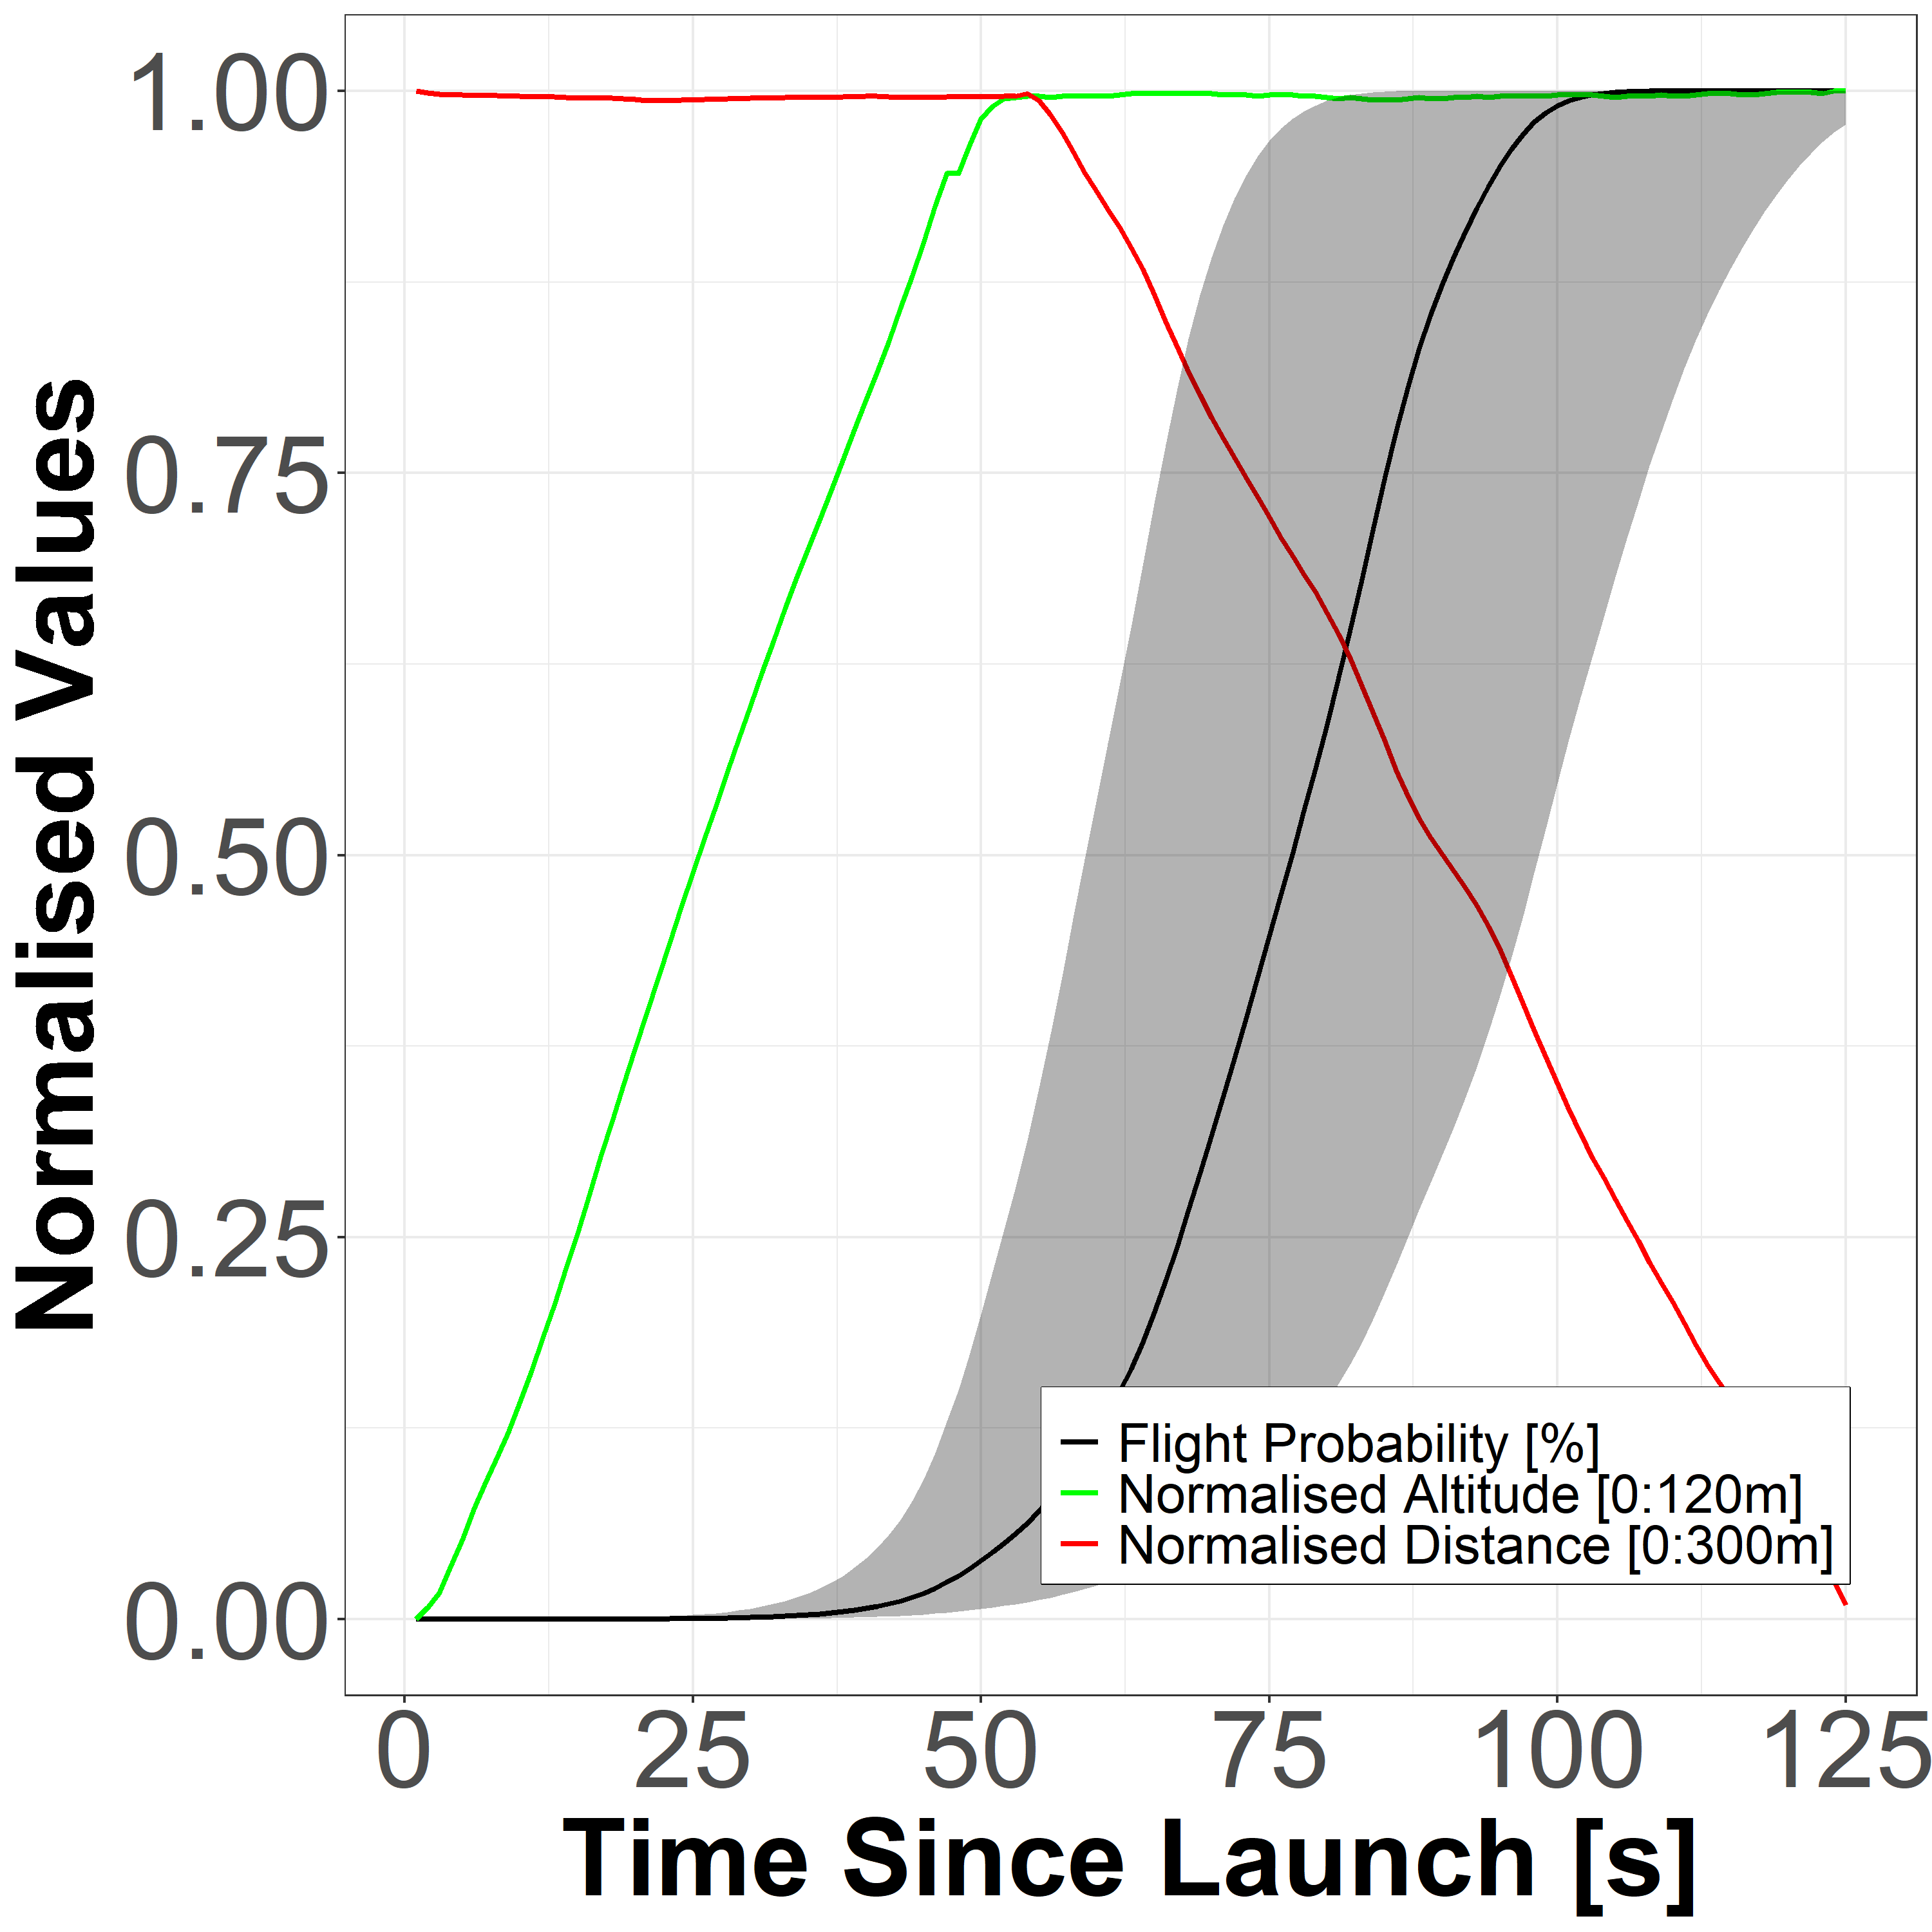 Normalised Values
1.00
0.75
0.50
0.25
0.00
Flight Probability [%]
Normalised Altitude [0:120m]
Normalised Distance [0:300m]
0 25 50 75 100 125
Time Since Launch [s]